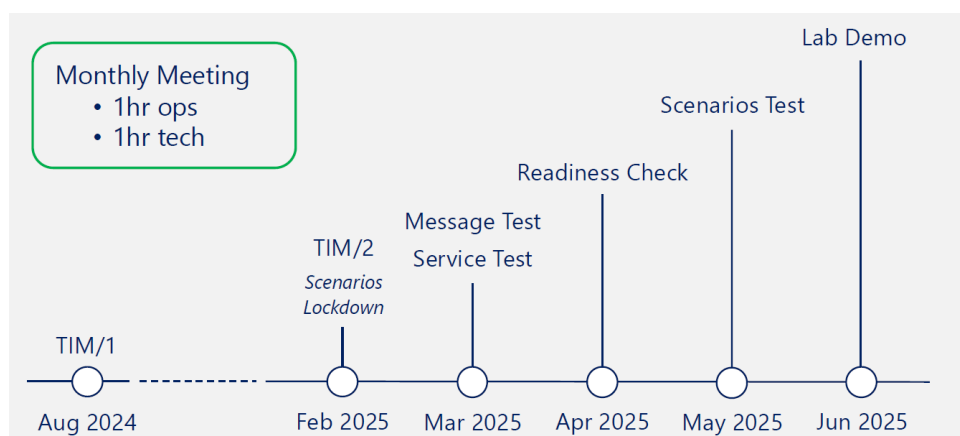 Monthly Meeting
• 1hr ops
• 1hr tech
Lab Demo
Scenarios Test
Readiness Check
Message Test
Service Test
TIM/2
Scenarios
Lockdown
TIM/1
Aug 2024
Feb 2025
Mar 2025
Apr 2025
May 2025
Jun 2025